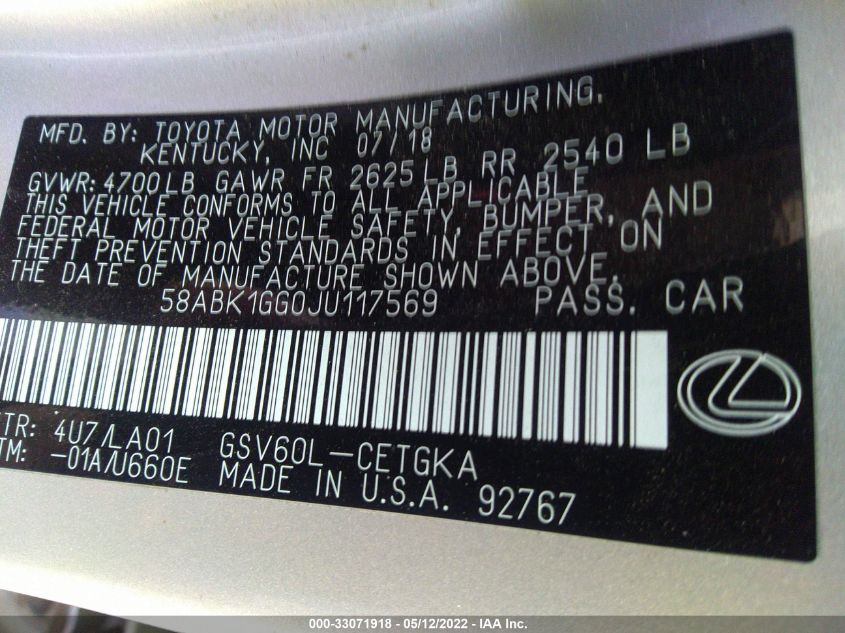 MFD. BY: TOYOTA MOTOR MANUFACTURING,
KENTUCKY, INC 07/18
GVWR: 4700LB GAWR FR 2625 LB RR 2540 LB
THIS VEHICLE CONFORMS TO ALL APPLICABLE
FEDERAL MOTOR VEHICLE SAFETY, BUMPER, AND
THEFT PREVENTION STANDARDS IN EFFECT ON
THE DATE OF MANUFACTURE SHOWN ABOVE.
58ABK1GG0JU117569 PASS. CAR
TR: 4U7/LA01 GSV60L-CETGKA
TM: -01A/U660E MADE IN U.S.A. 92767
000-33071918 - 05/12/2022 - IAA Inc.